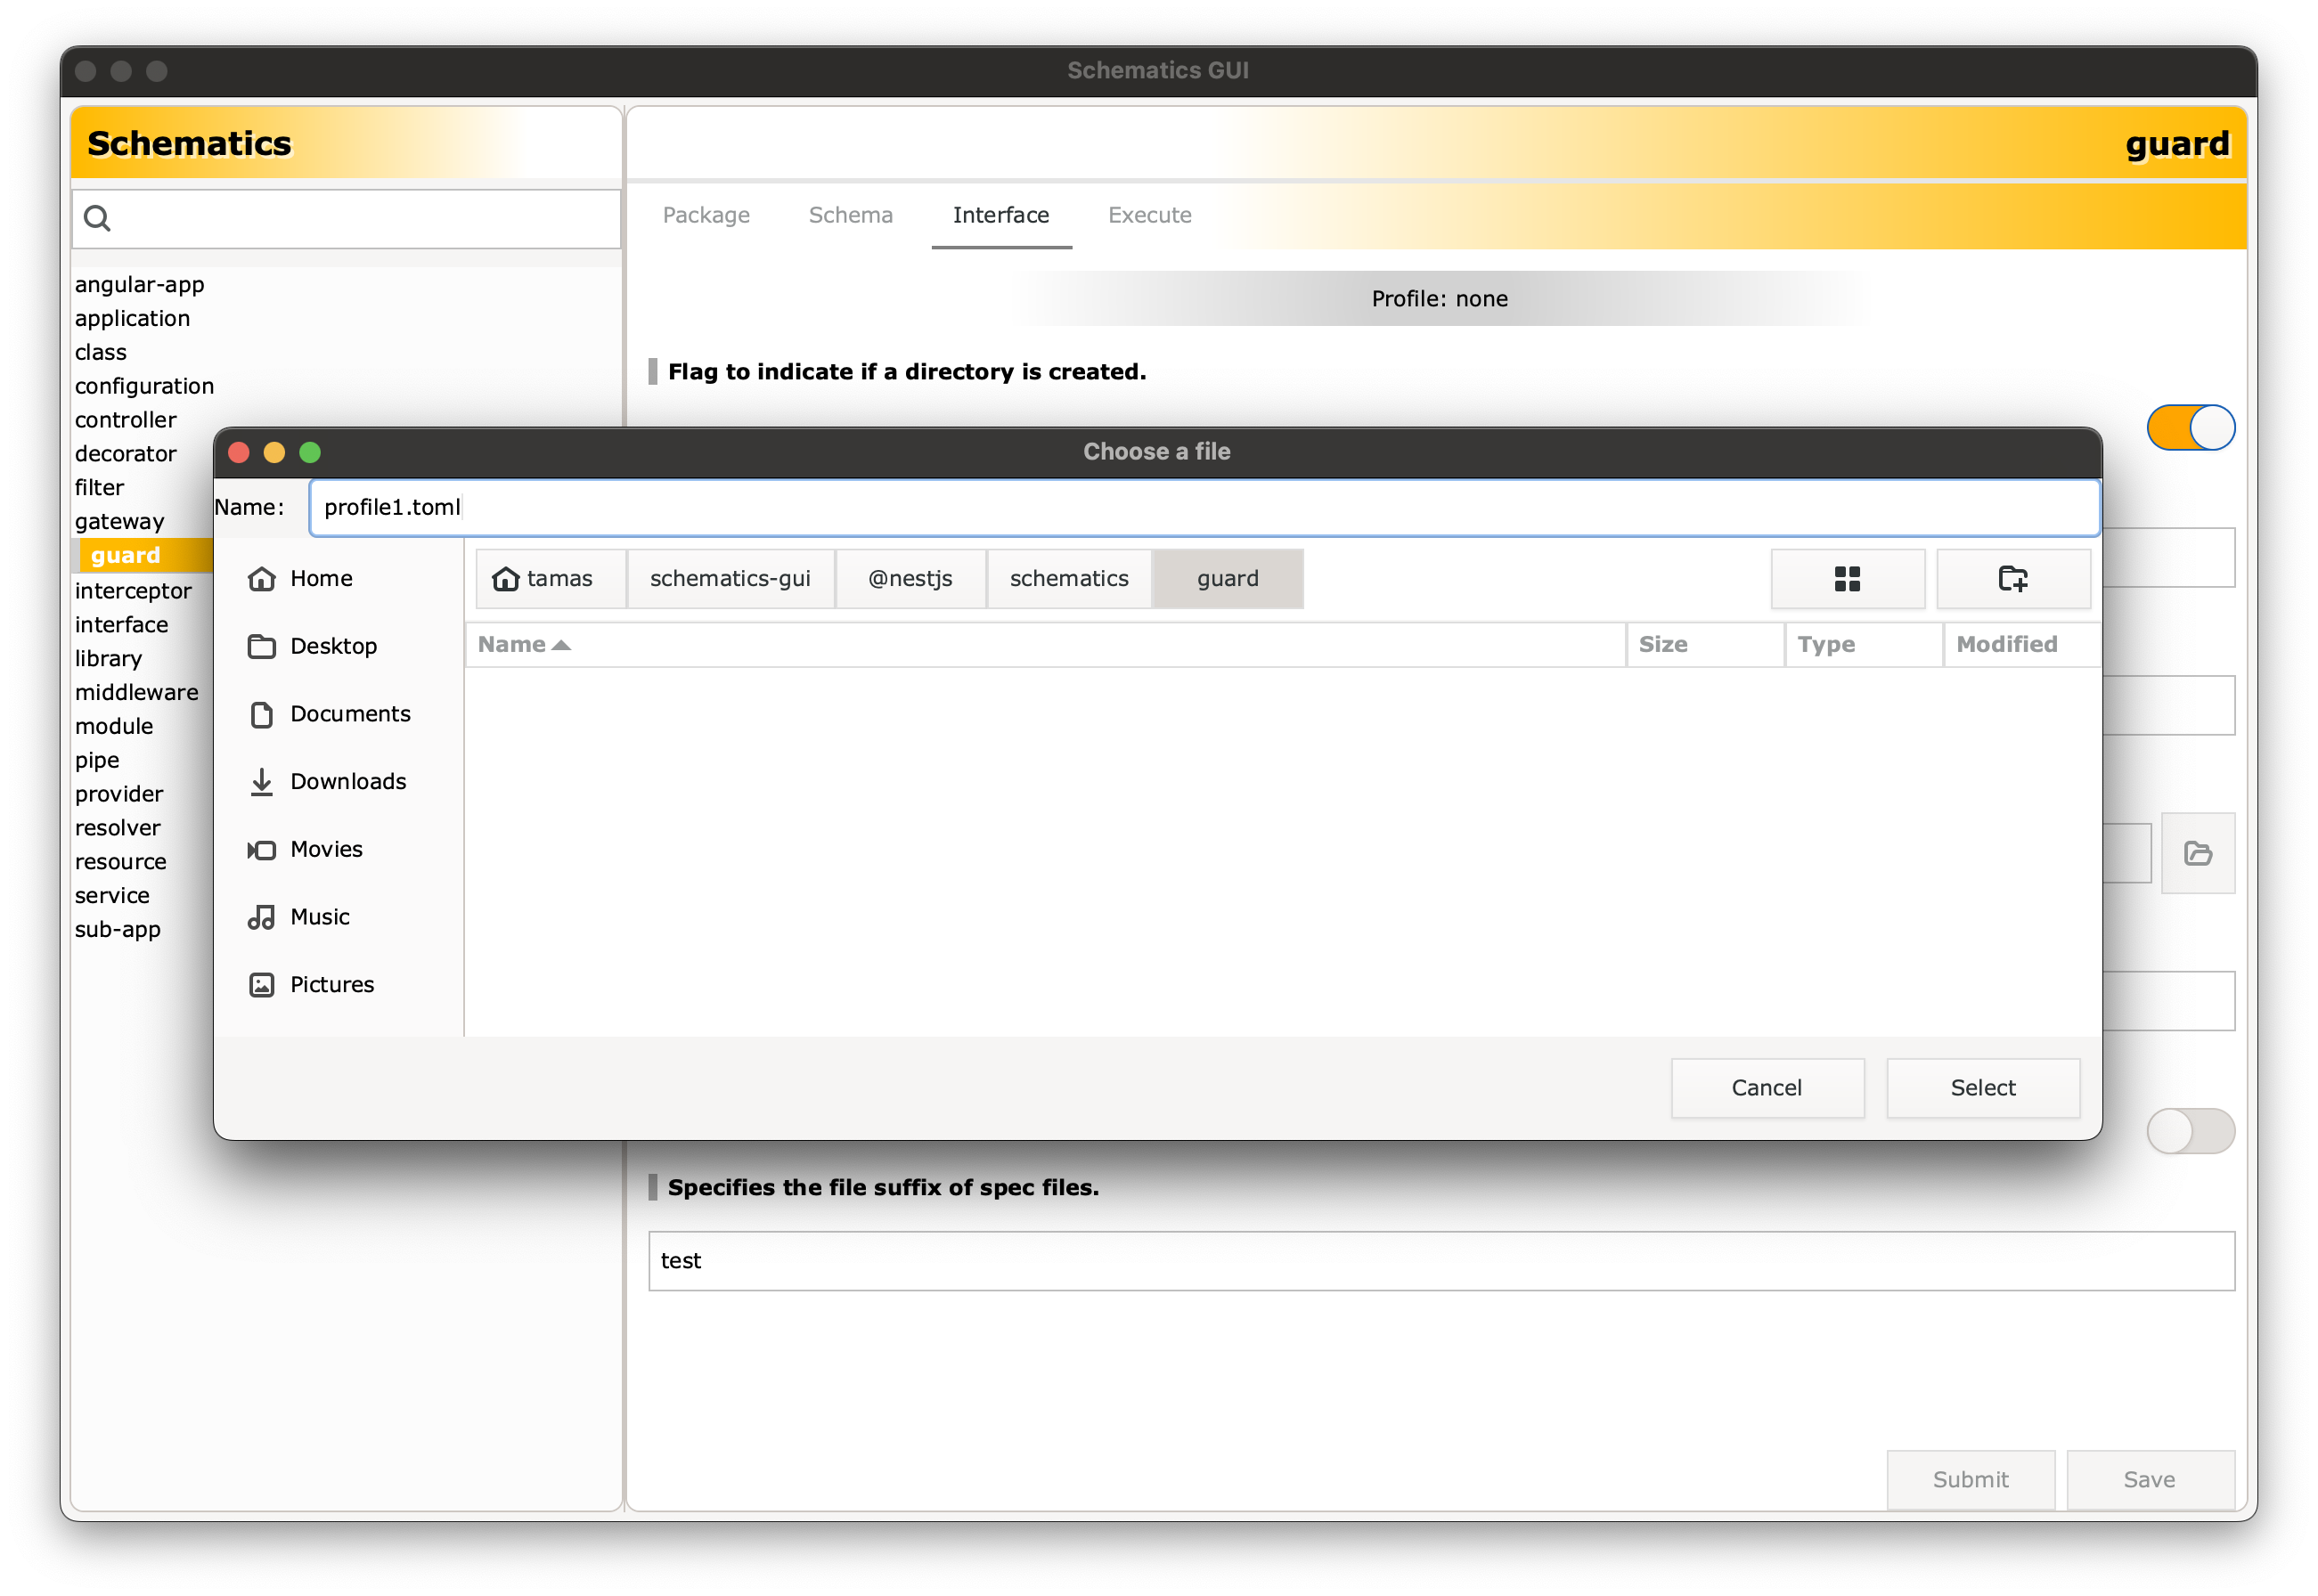 Schematics GUI
Schematics
guard
Package Schema Interface Execute
Profile: none
Flag to indicate if a directory is created.
angular-app
application
class
configuration
controller
decorator
filter
gateway
guard
interceptor
interface
library
middleware
module
pipe
provider
resolver
resource
service
sub-app
Choose a file
Name: profile1.toml
Home
Desktop
Documents
Downloads
Movies
Music
Pictures
tamas schematics-gui @nestjs schematics guard
Name Size Type Modified
Cancel Select
Specifies the file suffix of spec files.
test
Submit Save